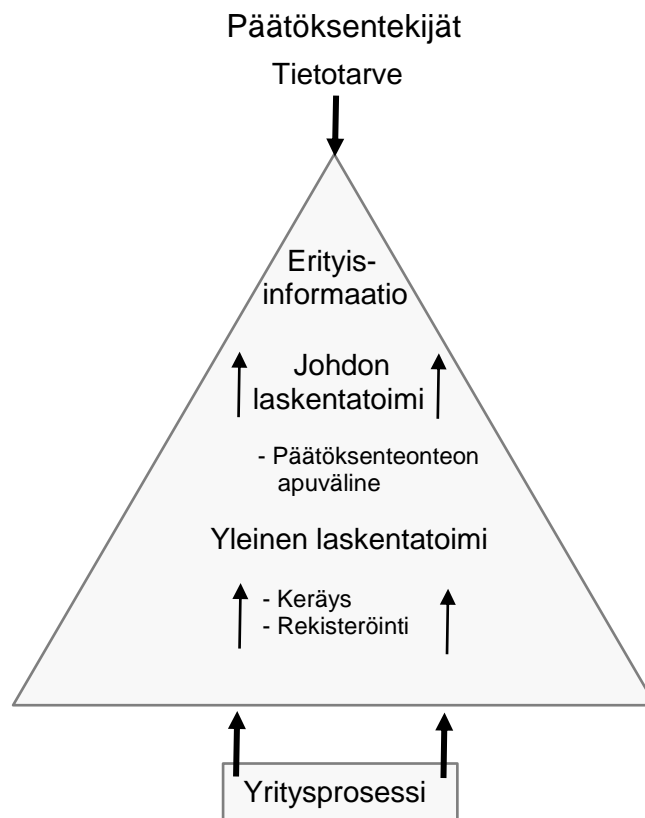 Päätöksentekijät
Tietotarve
Erityis-
informaatio
Johdon
laskentatoimi
- Päätöksenteonteon
apuväline
Yleinen laskentatoimi
- Keräys
- Rekisteröinti
Yritysprosessi